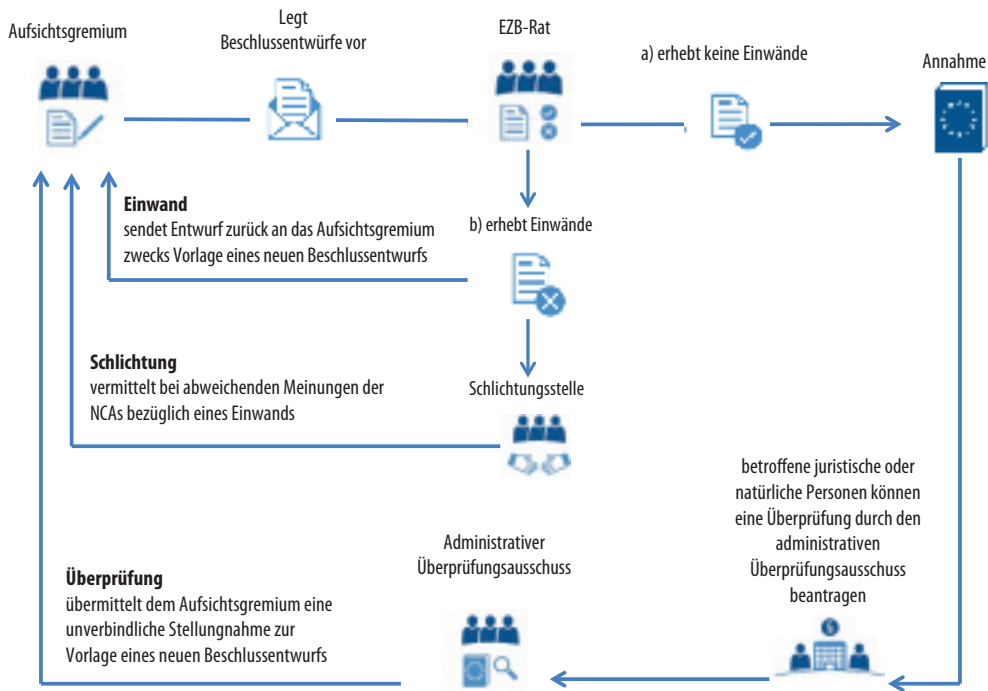 Aufsichtsgremium
Legt
Beschlussentwürfe vor
EZB-Rat
a) erhebt keine Einwände
Annahme
Einwand
sendet Entwurf zurück an das Aufsichtsgremium
zwecks Vorlage eines neuen Beschlussentwurfs
b) erhebt Einwände
Schlichtung
vermittelt bei abweichenden Meinungen der
NCAs bezüglich eines Einwands
Schlichtungsstelle
betroffene juristische oder
natürliche Personen können
eine Überprüfung durch den
administrativen
Überprüfungsausschuss
beantragen
Administrativer
Überprüfungsausschuss
Überprüfung
übermittelt dem Aufsichtsgremium eine
unverbindliche Stellungnahme zur
Vorlage eines neuen Beschlussentwurfs